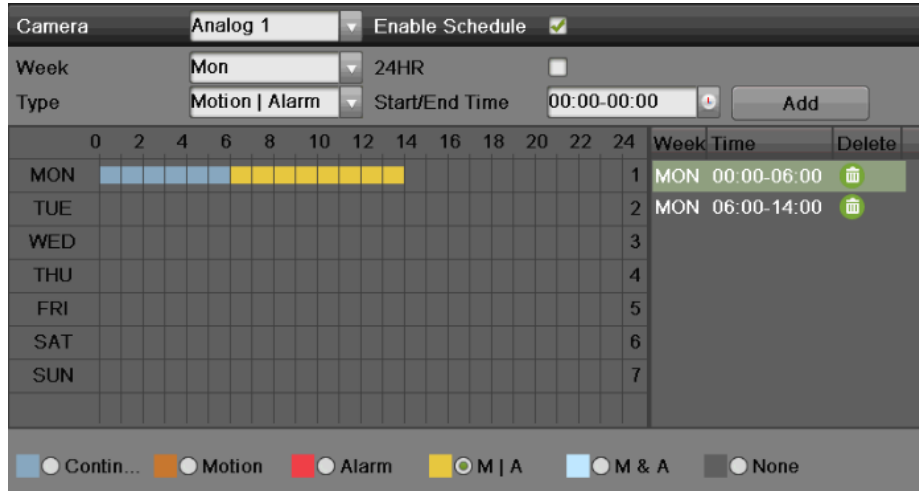 Camera Analog 1 Enable Schedule
Week Mon 24HR
Type Motion | Alarm Start/End Time 00:00-00:00 Add
0 2 4 6 8 10 12 14 16 18 20 22 24 Week Time Delete
MON 1 MON 00:00-06:00
TUE 2 MON 06:00-14:00
WED 3
THU 4
FRI 5
SAT 6
SUN 7
Contin... Motion Alarm M | A M & A None